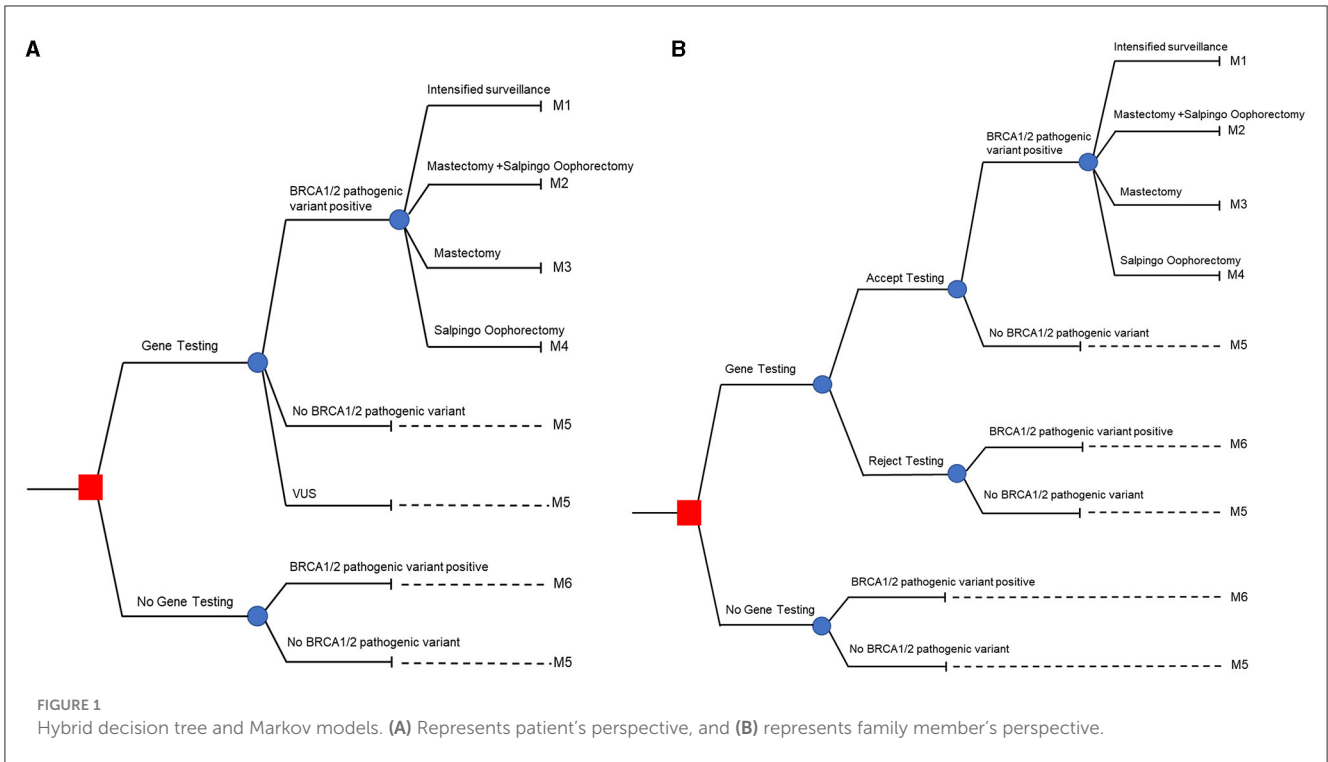 A
Intensified surveillance
M1
Mastectomy +Salpingo Oophorectomy
M2
BRCA1/2 pathogenic
variant positive
Mastectomy
M3
Salpingo Oophorectomy
M4
Gene Testing
No BRCA1/2 pathogenic variant
M5
VUS
M5
BRCA1/2 pathogenic variant positive
M6
No Gene Testing
No BRCA1/2 pathogenic variant
M5
B
Intensified surveillance
M1
Mastectomy +Salpingo Oophorectomy
M2
BRCA1/2 pathogenic
variant positive
Mastectomy
M3
Salpingo Oophorectomy
M4
Accept Testing
No BRCA1/2 pathogenic variant
M5
Gene Testing
BRCA1/2 pathogenic variant positive
M6
Reject Testing
No BRCA1/2 pathogenic variant
M5
BRCA1/2 pathogenic variant positive
M6
No Gene Testing
No BRCA1/2 pathogenic variant
M5
FIGURE 1
Hybrid decision tree and Markov models. (A) Represents patient's perspective, and (B) represents family member's perspective.